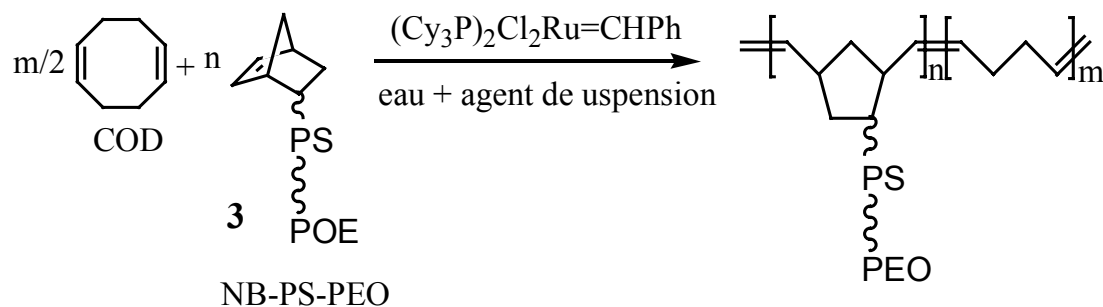 m/2
COD
+ n
PS
POE
3
NB-PS-PEO
(Cy3P)2Cl2Ru=CHPh
eau + agent de uspension
n
m
PS
PEO